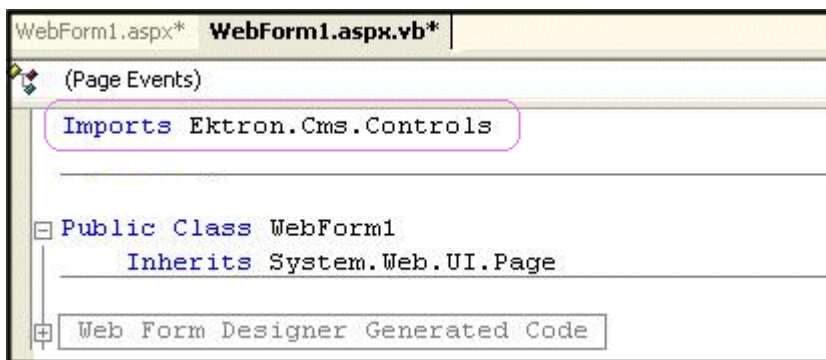 WebForm1.aspx* WebForm1.aspx.vb*
(Page Events)
Imports Ektron.Cms.Controls
Public Class WebForm1
Inherits System.Web.UI.Page
Web Form Designer Generated Code